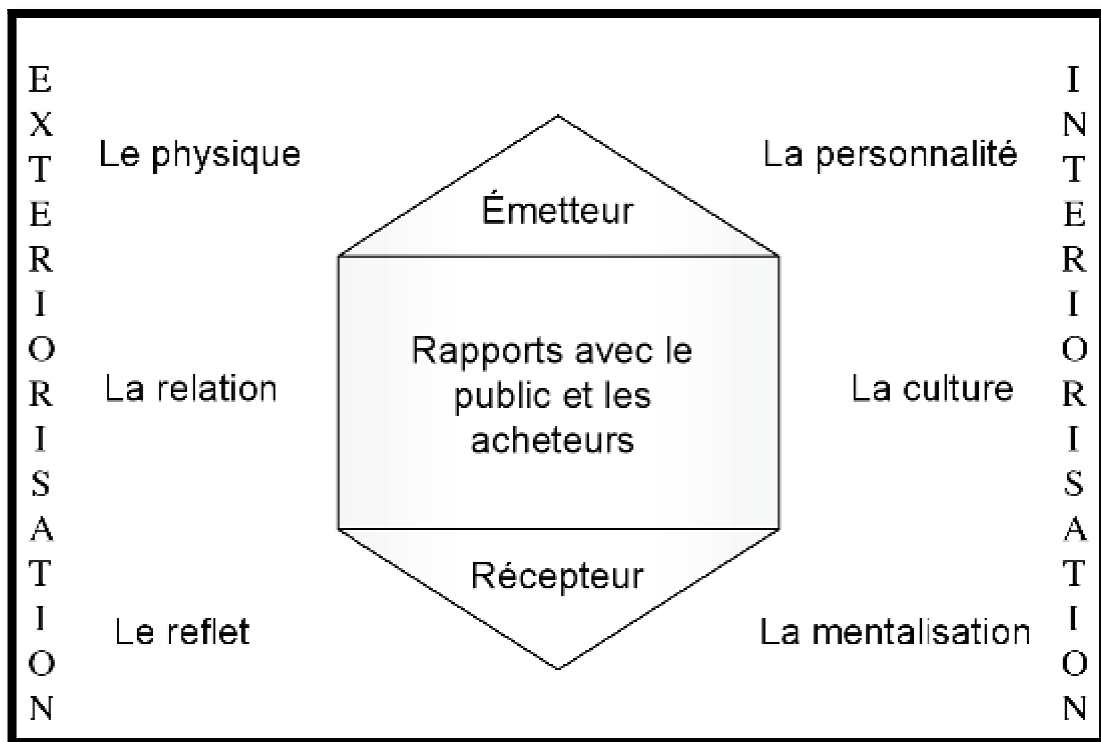 EXTERIORISATION
Le physique
La personnalité
Émetteur
Rapports avec le
public et les
acheteurs
La relation
La culture
Récepteur
Le reflet
La mentalisation
INTERIORISATION